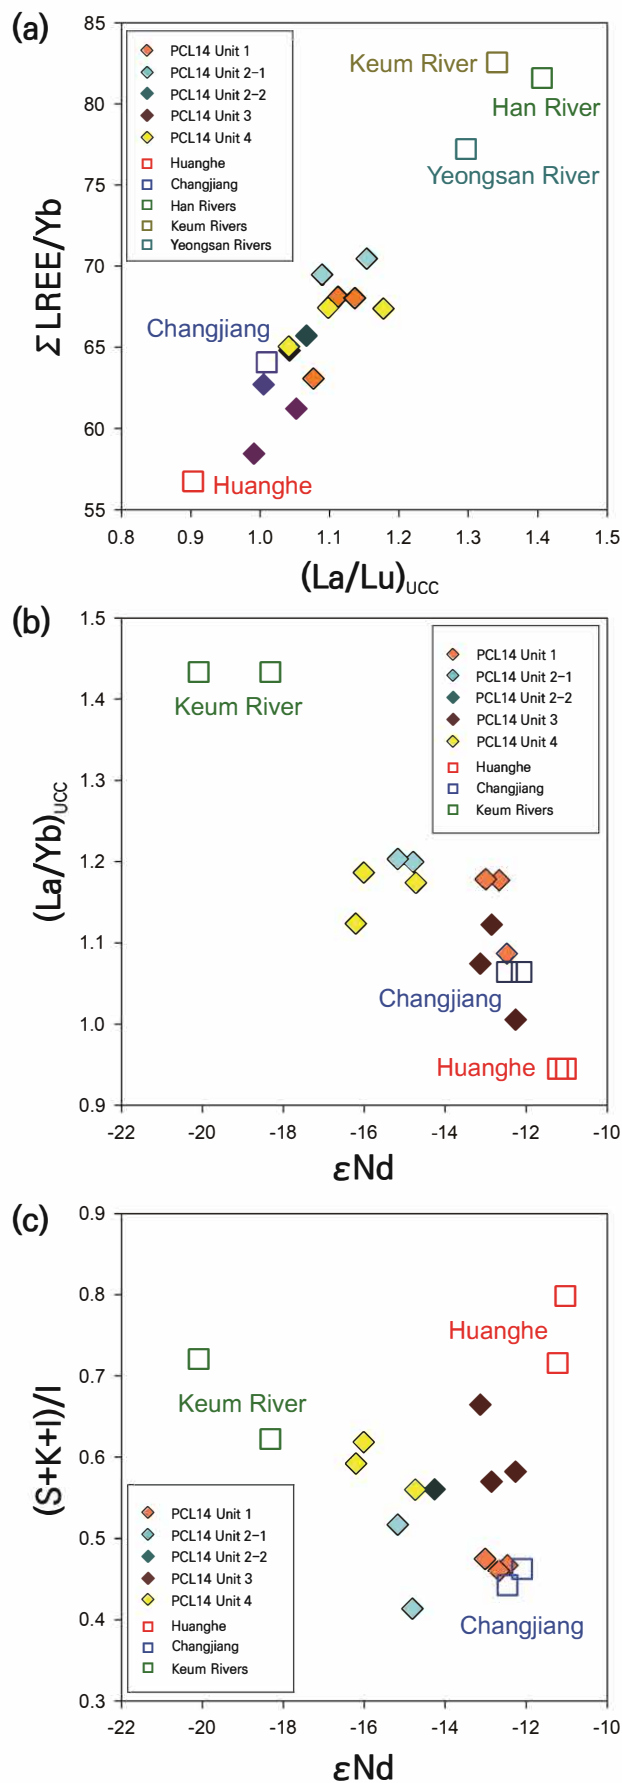 (a)
85
80
75
70
65
60
55
ΣLREE/Yb
PCL14 Unit 1
PCL14 Unit 2-1
PCL14 Unit 2-2
PCL14 Unit 3
PCL14 Unit 4
Huanghe
Changjiang
Han Rivers
Keum Rivers
Yeongsan Rivers
Keum River
Han River
Yeongsan River
Changjiang
Huanghe
0.8 0.9 1.0 1.1 1.2 1.3 1.4 1.5
(La/Lu)UCC
(b)
1.5
1.4
1.3
1.2
1.1
1.0
0.9
(La/Yb)UCC
PCL14 Unit 1
PCL14 Unit 2-1
PCL14 Unit 2-2
PCL14 Unit 3
PCL14 Unit 4
Huanghe
Changjiang
Keum Rivers
Keum River
Changjiang
Huanghe
-22 -20 -18 -16 -14 -12 -10
εNd
(c)
0.9
0.8
0.7
0.6
0.5
0.4
0.3
(S+K+I)/I
Huanghe
Keum River
PCL14 Unit 1
PCL14 Unit 2-1
PCL14 Unit 2-2
PCL14 Unit 3
PCL14 Unit 4
Huanghe
Changjiang
Keum Rivers
Changjiang
-22 -20 -18 -16 -14 -12 -10
εNd